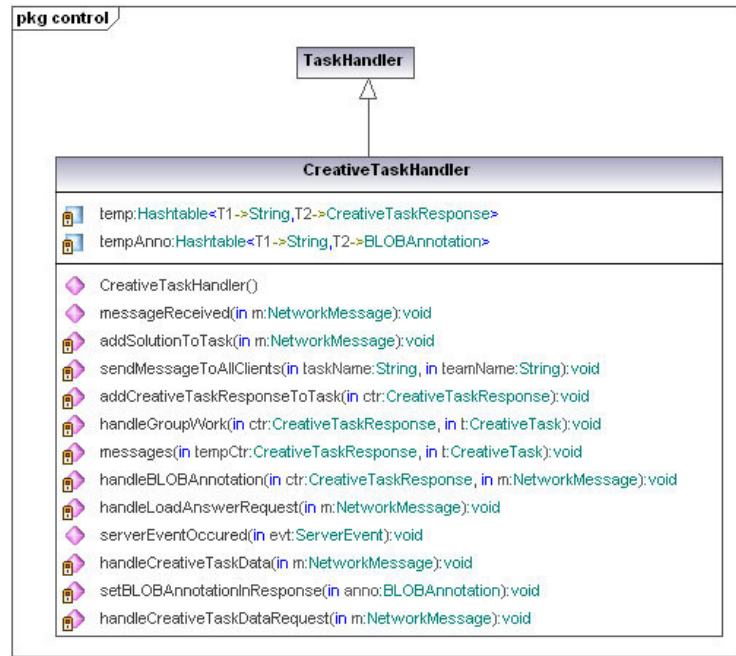 pkg control
TaskHandler
CreativeTaskHandler
temp:Hashtable<T1->String,T2->CreativeTaskResponse>
tempAnno:Hashtable<T1->String,T2->BLOBAnnotation>
CreativeTaskHandler()
messageReceived(in m:NetworkMessage):void
addSolutionToTask(in m:NetworkMessage):void
sendMessageToAllClients(in taskName:String, in teamName:String):void
addCreativeTaskResponseToTask(in ctr:CreativeTaskResponse):void
handleGroupWork(in ctr:CreativeTaskResponse, in t:CreativeTask):void
messages(in tempCtr:CreativeTaskResponse, in t:CreativeTask):void
handleBLOBAnnotation(in ctr:CreativeTaskResponse, in m:NetworkMessage):void
handleLoadAnswerRequest(in m:NetworkMessage):void
serverEventOccured(in evt:ServerEvent):void
handleCreativeTaskData(in m:NetworkMessage):void
setBLOBAnnotationInResponse(in anno:BLOBAnnotation):void
handleCreativeTaskDataRequest(in m:NetworkMessage):void